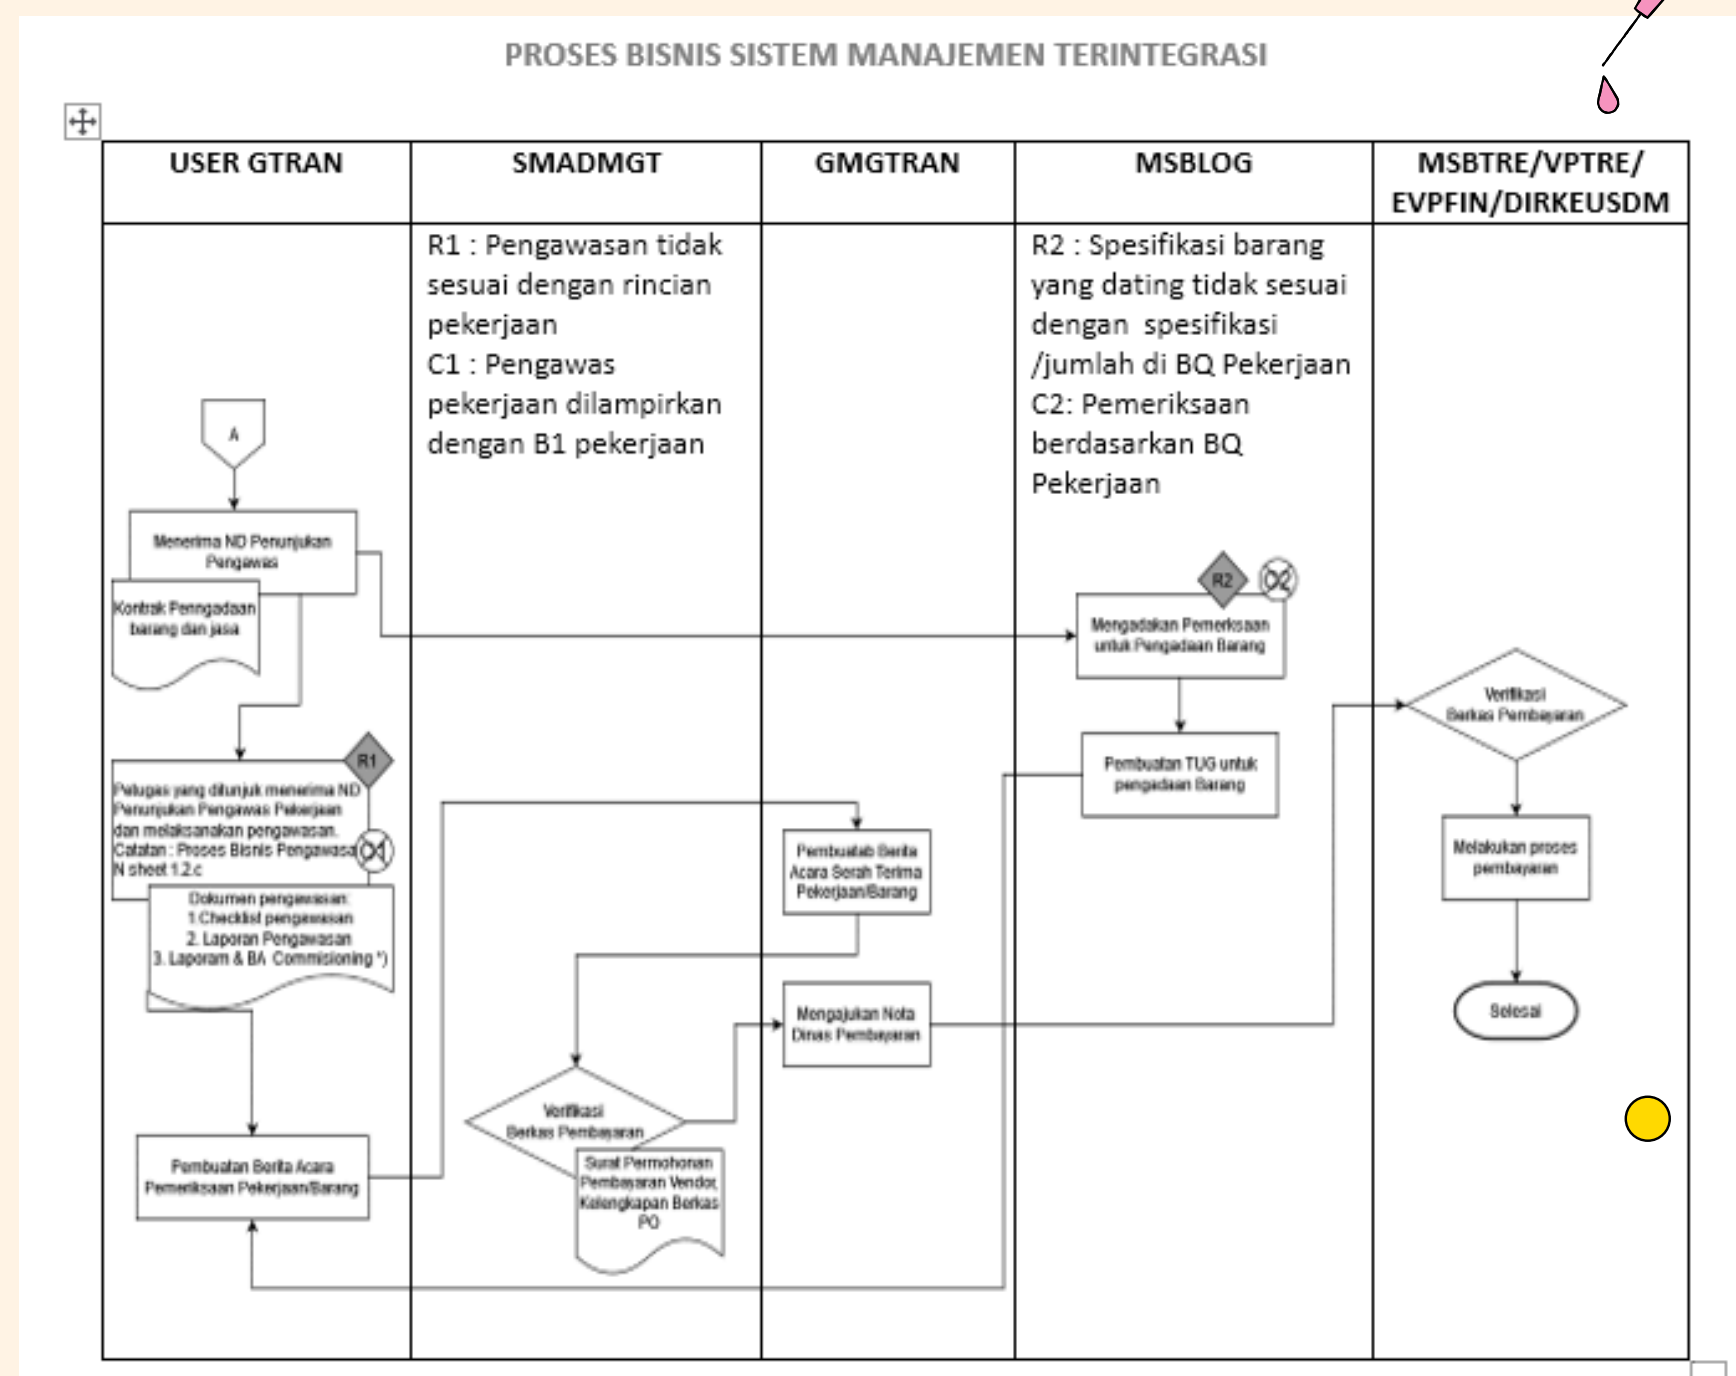 PROSES BISNIS SISTEM MANAJEMEN TERINTEGRASI
USER GTRAN
SMADMGT
GMGTRAN
MSBLOG
MSBTRE/VPTRE/
EVPFIN/DIRKEUSDM
R1 : Pengawasan tidak
sesuai dengan rincian
pekerjaan
C1 : Pengawas
pekerjaan dilampirkan
dengan B1 pekerjaan
R2 : Spesifikasi barang
yang dating tidak sesuai
dengan spesifikasi
/jumlah di BQ Pekerjaan
C2: Pemeriksaan
berdasarkan BQ
Pekerjaan
A
Menerima ND Penunjukan
Pengawas
Kontrak Penngadaan
barang dan jasa
R1
Petugas yang ditunjuk menerima ND
Penunjukan Pengawas Pekerjaan
dan melaksanakan pengawasan.
Catatan : Proses Bisnis Pengawasa
N sheet 1.2.c
Dokumen pengawasan:
1.Checklist pengawasan
2. Laporan Pengawasan
3. Laporam & BA Commisioning *)
Pembuatan Berita Acara
Pemeriksaan Pekerjaan/Barang
Verifikasi
Berkas Pembayaran
Surat Permohonan
Pembayaran Vendor,
Kelengkapan Berkas
PO
Pembuatab Berita
Acara Serah Terima
Pekerjaan/Barang
Mengajukan Nota
Dinas Pembayaran
R2
Mengadakan Pemerksaan
untuk Pengadaan Barang
Pembuatan TUG untuk
pengadaan Barang
Verifikasi
Berkas Pembayaran
Melakukan proses
pembayaran
Selesai